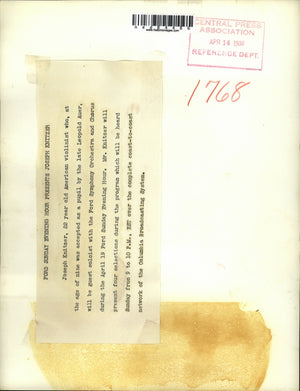 CENTRAL PRESS
ASSOCIATION
APR 14 1936
REFERENCE DEPT.
1768
FORD SUNDAY EVENING HOUR PRESENTS JOSEPH KNITZER
Joseph Knitzer, 22 year old American violinist who, at
the age of nine was accepted as a pupil by the late Leopold Auer,
will be guest soloist with the Ford Symphony Orchestra and Chorus
during the April 19 Ford Sunday Evening Hour. Mr. Knitzer will
present four selections during the program which will be heard
Sunday from 9 to 10 P.M., EST over the complete coast-to-coast
network of the Columbia Broadcasting System.